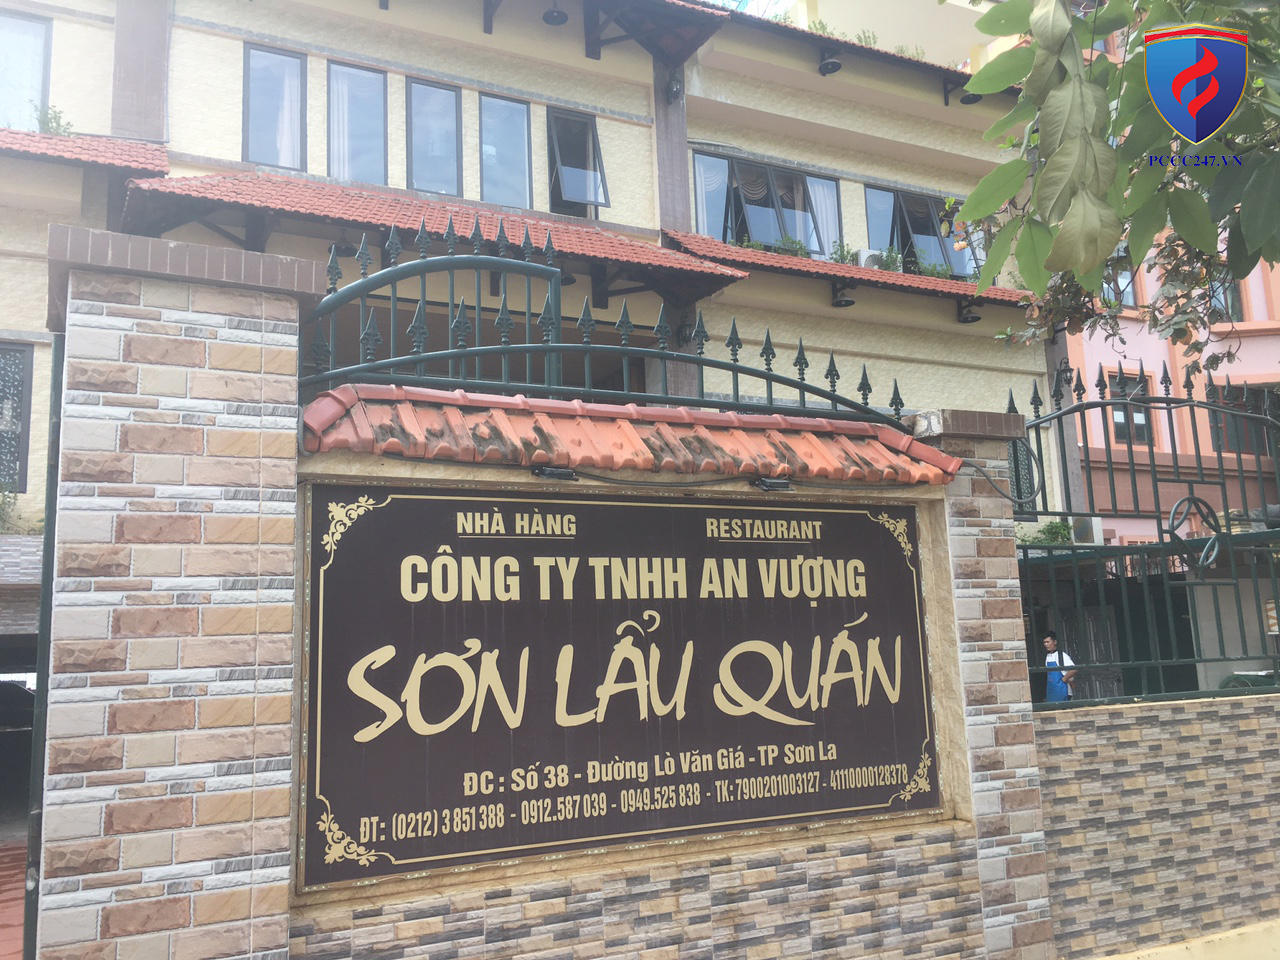 PCCC247.VN
NHÀ HÀNG RESTAURANT
CÔNG TY TNHH AN VƯỢNG
SƠN LẨU QUÁN
ĐC : Số 38 - Đường Lò Văn Giá - TP Sơn La
ĐT: (0212) 3 851 388 - 0912.587 039 - 0949.525 838 - TK: 7900201003127 - 41110000128378